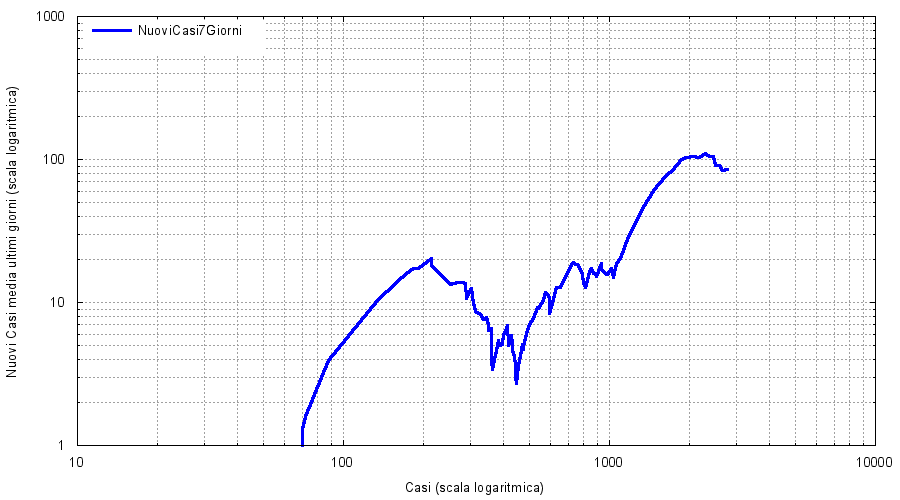 1000
NuoviCasi7Giorni
100
10
1
Nuovi Casi media ultimi giorni (scala logaritmica)
10 100 1000 10000
Casi (scala logaritmica)